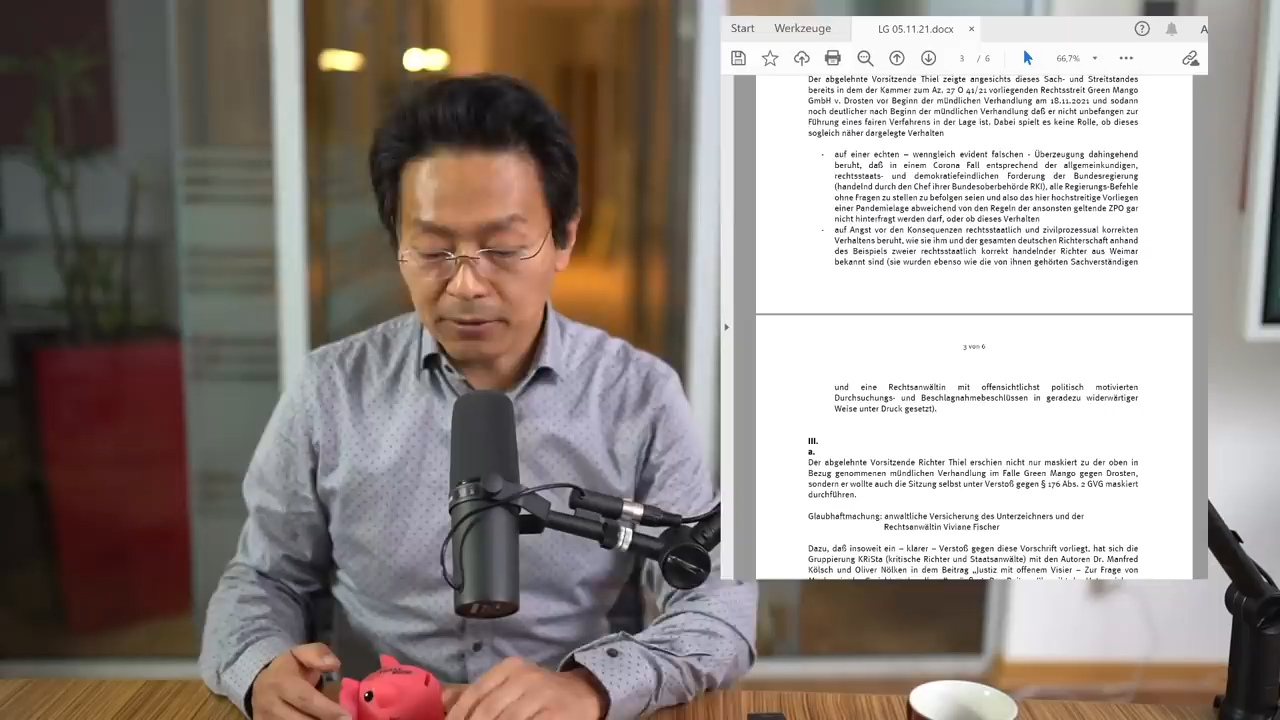 Start Werkzeuge LG 05.11.21.docx ×
3 / 6 66,7%
Der abgelehnte Vorsitzende Thiel zeigte angesichts dieses Sach- und Streitstandes
bereits in dem der Kammer zum Az. 27 O 41/21 vorliegenden Rechtsstreit Green Mango
GmbH v. Drosten vor Beginn der mündlichen Verhandlung am 18.11.2021 und sodann
noch deutlicher nach Beginn der mündlichen Verhandlung daß er nicht unbefangen zur
Führung eines fairen Verfahrens in der Lage ist. Dabei spielt es keine Rolle, ob dieses
sogleich näher dargelegte Verhalten
- auf einer echten – wenngleich evident falschen - Überzeugung dahingehend
beruht, daß in einem Corona Fall entsprechend der allgemeinkundigen,
rechtsstaats- und demokratiefeindlichen Forderung der Bundesregierung
(handelnd durch den Chef ihrer Bundesoberbehörde RKI), alle Regierungs-Befehle
ohne Fragen zu stellen zu befolgen seien und also das hier hochstreitige Vorliegen
einer Pandemielage abweichend von den Regeln der ansonsten geltende ZPO gar
nicht hinterfragt werden darf, oder ob dieses Verhalten
- auf Angst vor den Konsequenzen rechtsstaatlich und zivilprozessual korrekten
Verhaltens beruht, wie sie ihm und der gesamten deutschen Richterschaft anhand
des Beispiels zweier rechtsstaatlich korrekt handelnder Richter aus Weimar
bekannt sind (sie wurden ebenso wie die von ihnen gehörten Sachverständigen
3 von 6
und eine Rechtsanwältin mit offensichtlichst politisch motivierten
Durchsuchungs- und Beschlagnahmebeschlüssen in geradezu widerwärtiger
Weise unter Druck gesetzt).
III.
a.
Der abgelehnte Vorsitzende Richter Thiel erschien nicht nur maskiert zu der oben in
Bezug genommenen mündlichen Verhandlung im Falle Green Mango gegen Drosten,
sondern er wollte auch die Sitzung selbst unter Verstoß gegen § 176 Abs. 2 GVG maskiert
durchführen.
Glaubhaftmachung: anwaltliche Versicherung des Unterzeichners und der
Rechtsanwältin Viviane Fischer
Dazu, daß insoweit ein – klarer – Verstoß gegen diese Vorschrift vorliegt, hat sich die
Gruppierung KRiSta (kritische Richter und Staatsanwälte) mit den Autoren Dr. Manfred
Kölsch und Oliver Nölken in dem Beitrag „Justiz mit offenem Visier – Zur Frage von